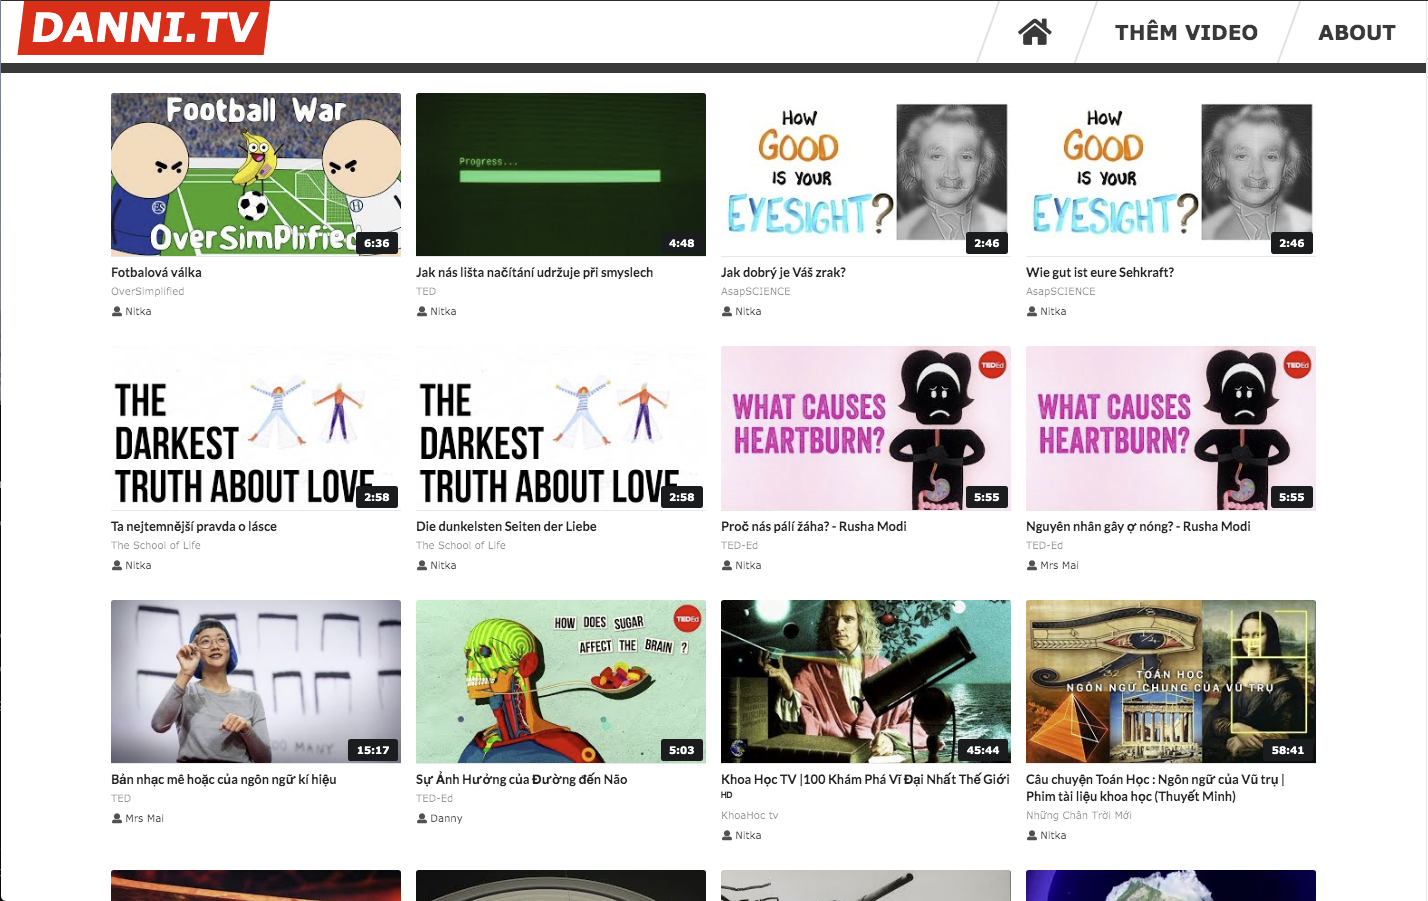 DANNI.TV
THÊM VIDEO
ABOUT
Football War
OverSimplified
6:36
Progress...
4:48
HOW
GOOD
IS YOUR
EYESIGHT?
2:46
HOW
GOOD
IS YOUR
EYESIGHT?
2:46
Fotbalová válka
OverSimplified
Nitka
Jak nás lišta načítání udržuje při smyslech
TED
Nitka
Jak dobrý je Váš zrak?
AsapSCIENCE
Nitka
Wie gut ist eure Sehkraft?
AsapSCIENCE
Nitka
THE
DARKEST
TRUTH ABOUT LOVE
2:58
THE
DARKEST
TRUTH ABOUT LOVE
2:58
TEDEd
WHAT CAUSES
HEARTBURN?
5:55
TEDEd
WHAT CAUSES
HEARTBURN?
5:55
Ta nejtemnější pravda o lásce
The School of Life
Nitka
Die dunkelsten Seiten der Liebe
The School of Life
Nitka
Proč nás pálí žáha? - Rusha Modi
TED-Ed
Nitka
Nguyên nhân gây ợ nóng? - Rusha Modi
TED-Ed
Mrs Mai
OO MANY
15:17
TEDEd
HOW DOES SUGAR
AFFECT THE BRAIN ?
5:03
45:44
TOÁN HỌC
NGÔN NGỮ CHUNG CỦA VŨ TRỤ
58:41
Bản nhạc mê hoặc của ngôn ngữ kí hiệu
TED
Mrs Mai
Sự Ảnh Hưởng của Đường đến Não
TED-Ed
Danny
Khoa Học TV |100 Khám Phá Vĩ Đại Nhất Thế Giới
HD
KhoaHoc tv
Nitka
Câu chuyện Toán Học : Ngôn ngữ của Vũ trụ |
Phim tài liệu khoa học (Thuyết Minh)
Những Chân Trời Mới
Nitka